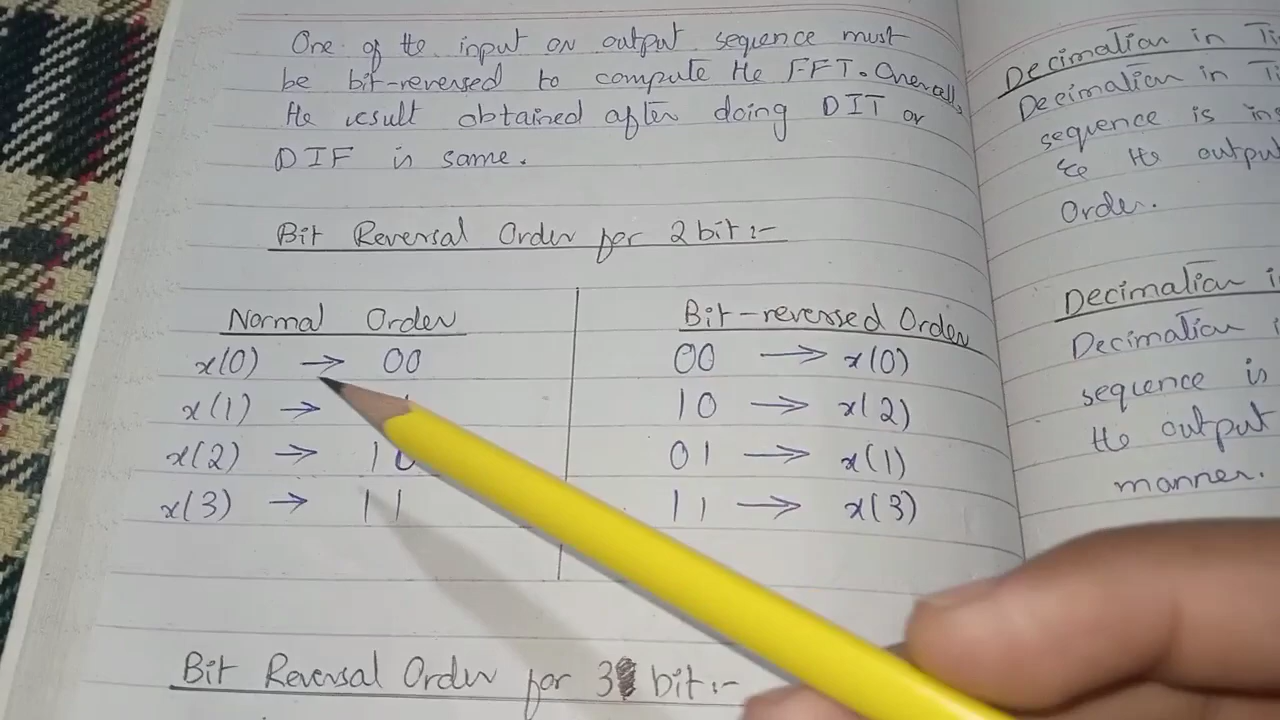 One of the input or output sequence must
be bit-reversed to compute the FFT. Overall,
the result obtained after doing DIT or
DIF is same.
Bit Reversal Order for 2 bit :-
Normal Order
x(0) → 00
x(1) →
x(2) → 10
x(3) → 11
Bit-reversed Order
00 → x(0)
10 → x(2)
01 → x(1)
11 → x(3)
Bit Reversal Order for 3 bit :-
Decimation in
Decimation in
sequence is
the output
Order.
Decimation
Decimation
sequence is
the output
manner.